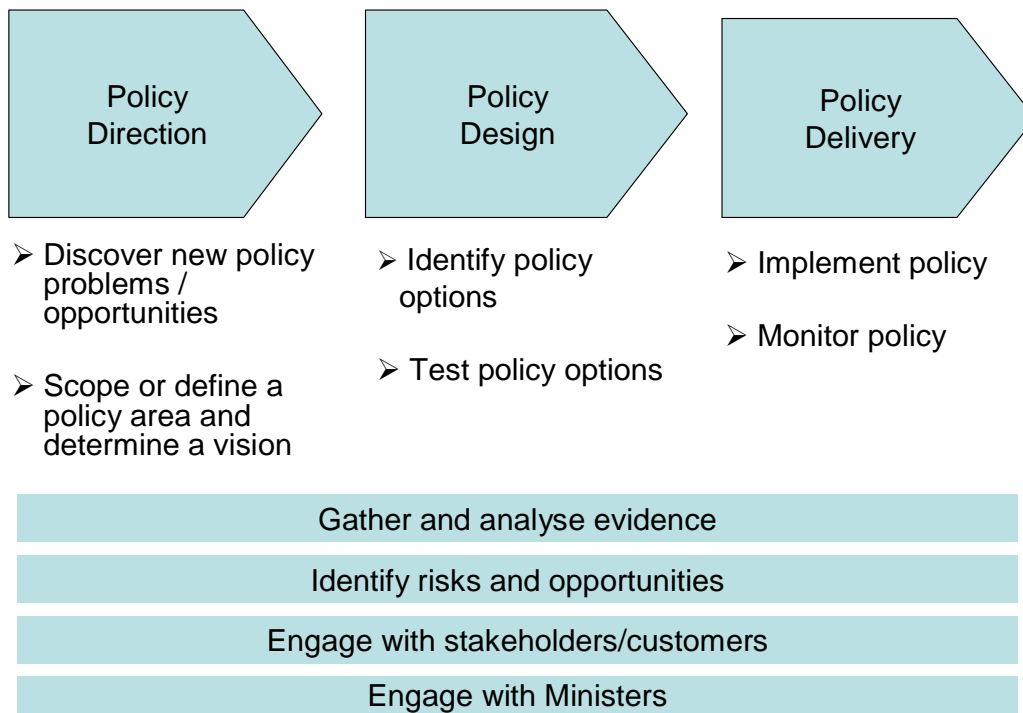 Policy
Direction
Policy
Design
Policy
Delivery
➢ Discover new policy
problems /
opportunities
➢ Scope or define a
policy area and
determine a vision
➢ Identify policy
options
➢ Test policy options
➢ Implement policy
➢ Monitor policy
Gather and analyse evidence
Identify risks and opportunities
Engage with stakeholders/customers
Engage with Ministers